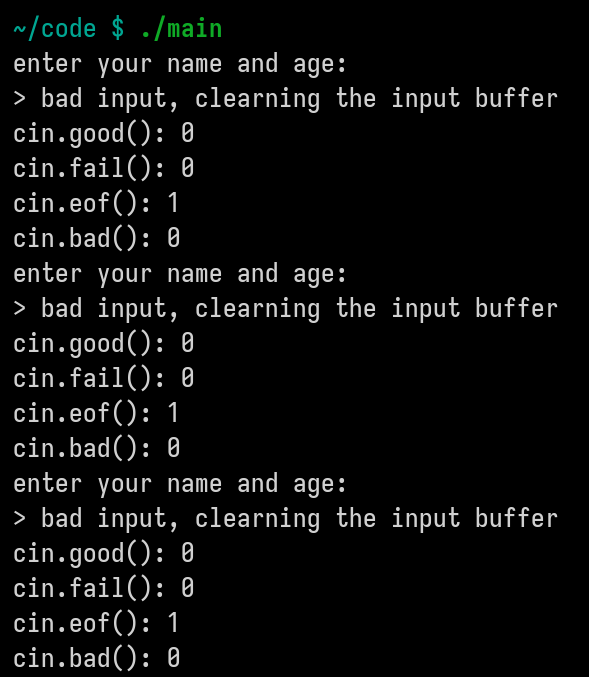 ~/code $ ./main
enter your name and age:
> bad input, clearning the input buffer
cin.good(): 0
cin.fail(): 0
cin.eof(): 1
cin.bad(): 0
enter your name and age:
> bad input, clearning the input buffer
cin.good(): 0
cin.fail(): 0
cin.eof(): 1
cin.bad(): 0
enter your name and age:
> bad input, clearning the input buffer
cin.good(): 0
cin.fail(): 0
cin.eof(): 1
cin.bad(): 0